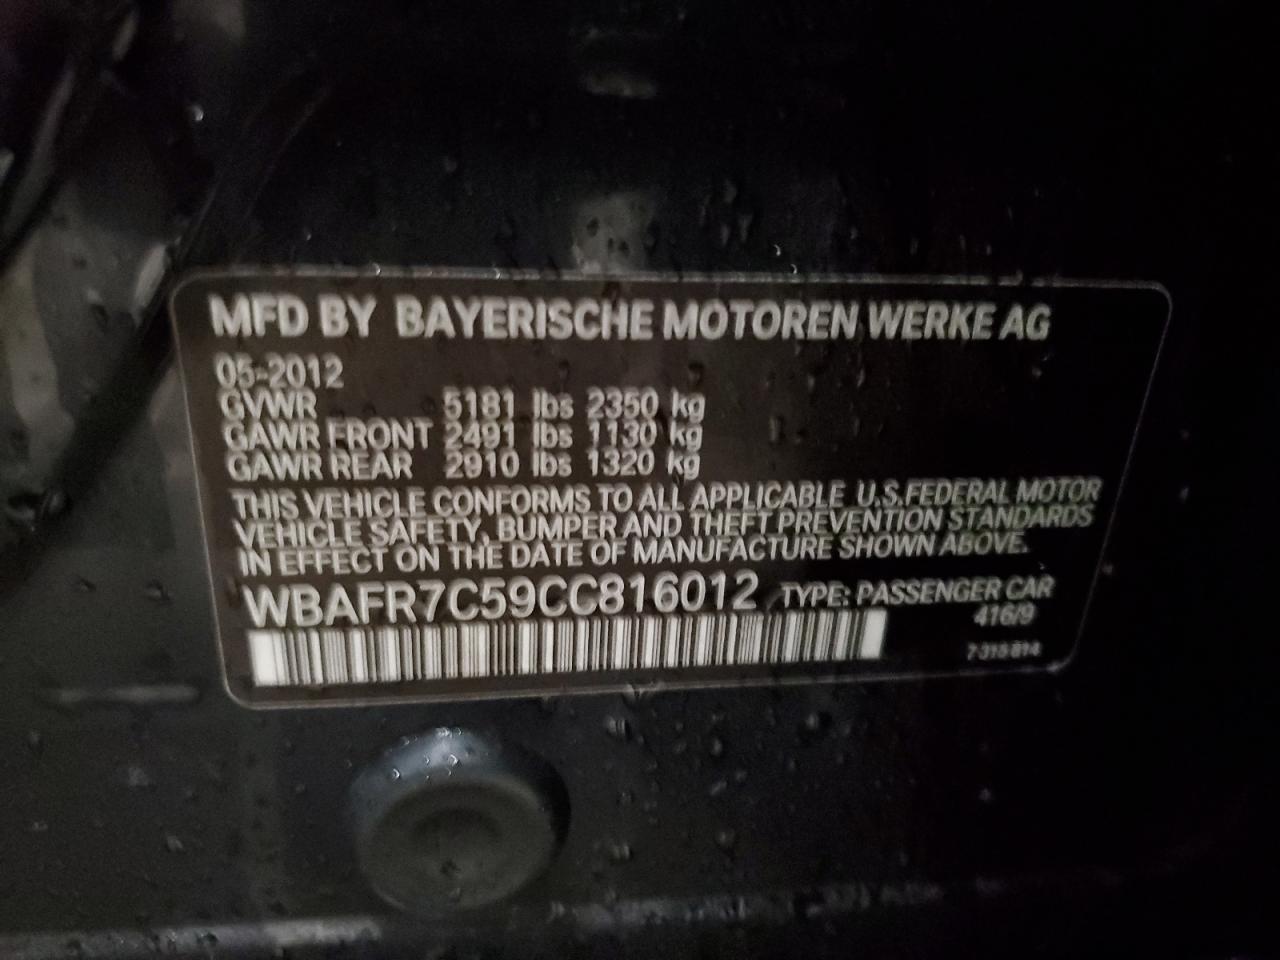 MFD BY BAYERISCHE MOTOREN WERKE AG
05-2012
GVWR 5181 lbs 2350 kg
GAWR FRONT 2491 lbs 1130 kg
GAWR REAR 2910 lbs 1320 kg
THIS VEHICLE CONFORMS TO ALL APPLICABLE U.S.FEDERAL MOTOR
VEHICLE SAFETY, BUMPER AND THEFT PREVENTION STANDARDS
IN EFFECT ON THE DATE OF MANUFACTURE SHOWN ABOVE.
WBAFR7C59CC816012 TYPE: PASSENGER CAR
416/9